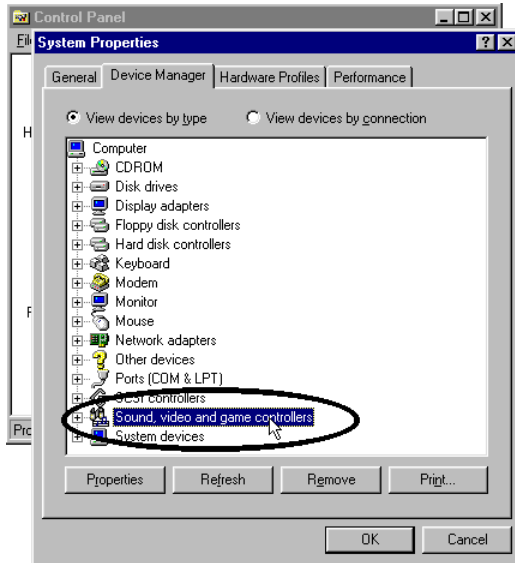 Control Panel
System Properties
General Device Manager Hardware Profiles Performance
View devices by type View devices by connection
Computer
CDROM
Disk drives
Display adapters
Floppy disk controllers
Hard disk controllers
Keyboard
Modem
Monitor
Mouse
Network adapters
Other devices
Ports (COM & LPT)
SCSI controllers
Sound, video and game controllers
System devices
Properties Refresh Remove Print...
OK Cancel